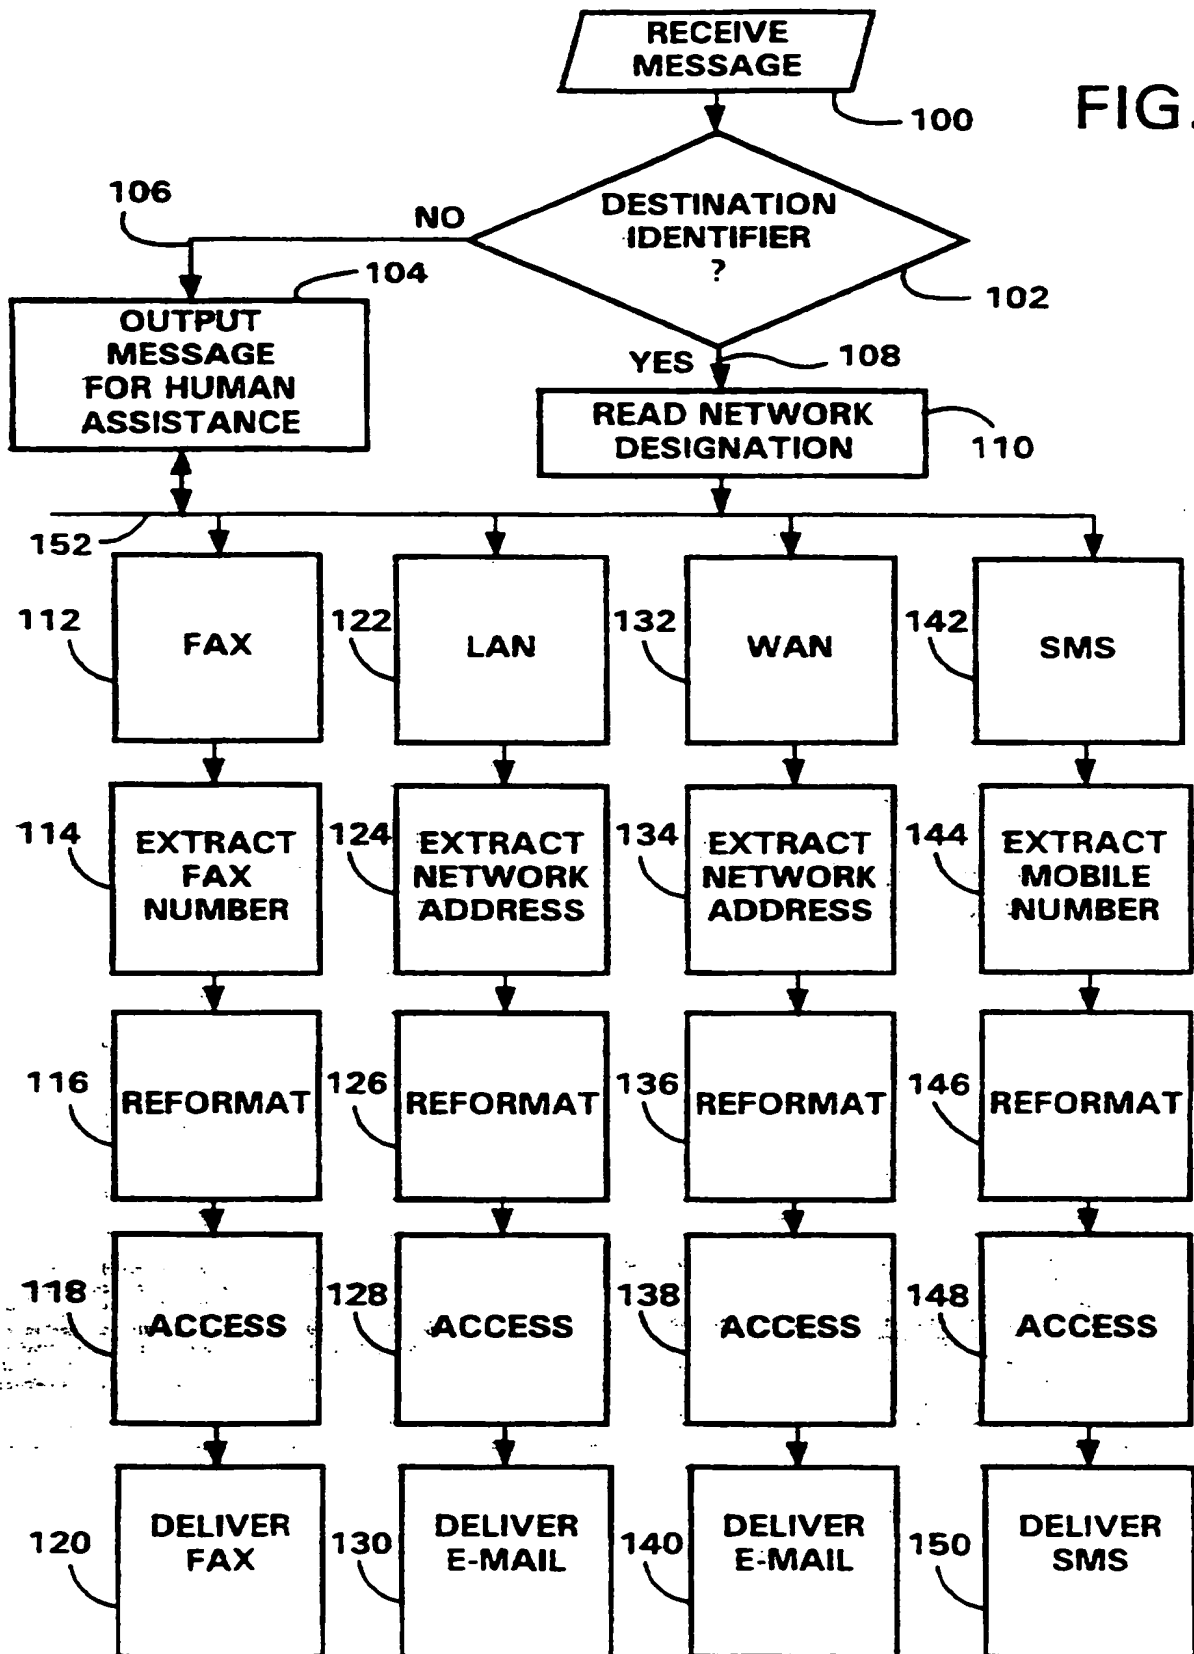 RECEIVE
MESSAGE
100
FIG.
106
NO
DESTINATION
IDENTIFIER
?
102
104
OUTPUT
MESSAGE
FOR HUMAN
ASSISTANCE
YES
108
READ NETWORK
DESIGNATION
110
152
112
FAX
122
LAN
132
WAN
142
SMS
114
EXTRACT
FAX
NUMBER
124
EXTRACT
NETWORK
ADDRESS
134
EXTRACT
NETWORK
ADDRESS
144
EXTRACT
MOBILE
NUMBER
116
REFORMAT
126
REFORMAT
136
REFORMAT
146
REFORMAT
118
ACCESS
128
ACCESS
138
ACCESS
148
ACCESS
120
DELIVER
FAX
130
DELIVER
E-MAIL
140
DELIVER
E-MAIL
150
DELIVER
SMS